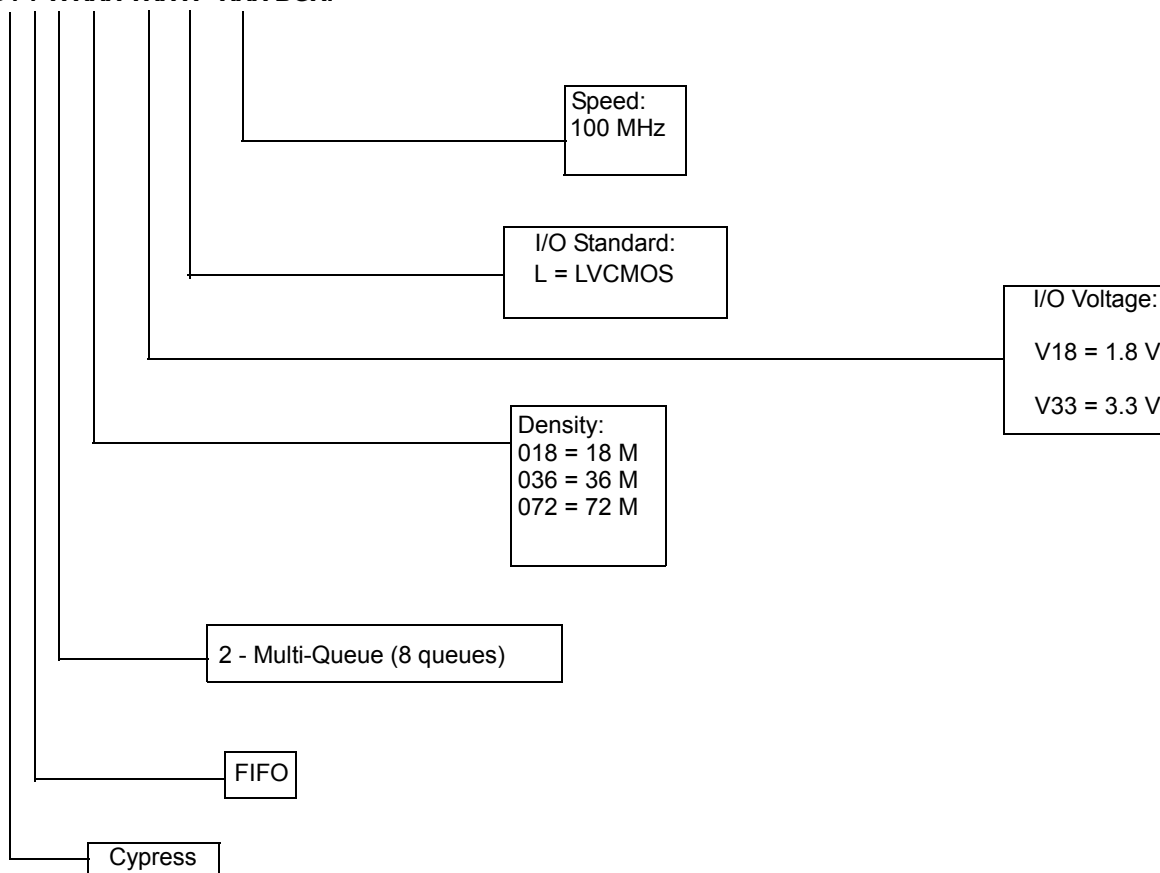 Speed:
100 MHz
I/O Standard:
L = LVCMOS
I/O Voltage:
V18 = 1.8 V
V33 = 3.3 V
Density:
018 = 18 M
036 = 36 M
072 = 72 M
2 - Multi-Queue (8 queues)
FIFO
Cypress